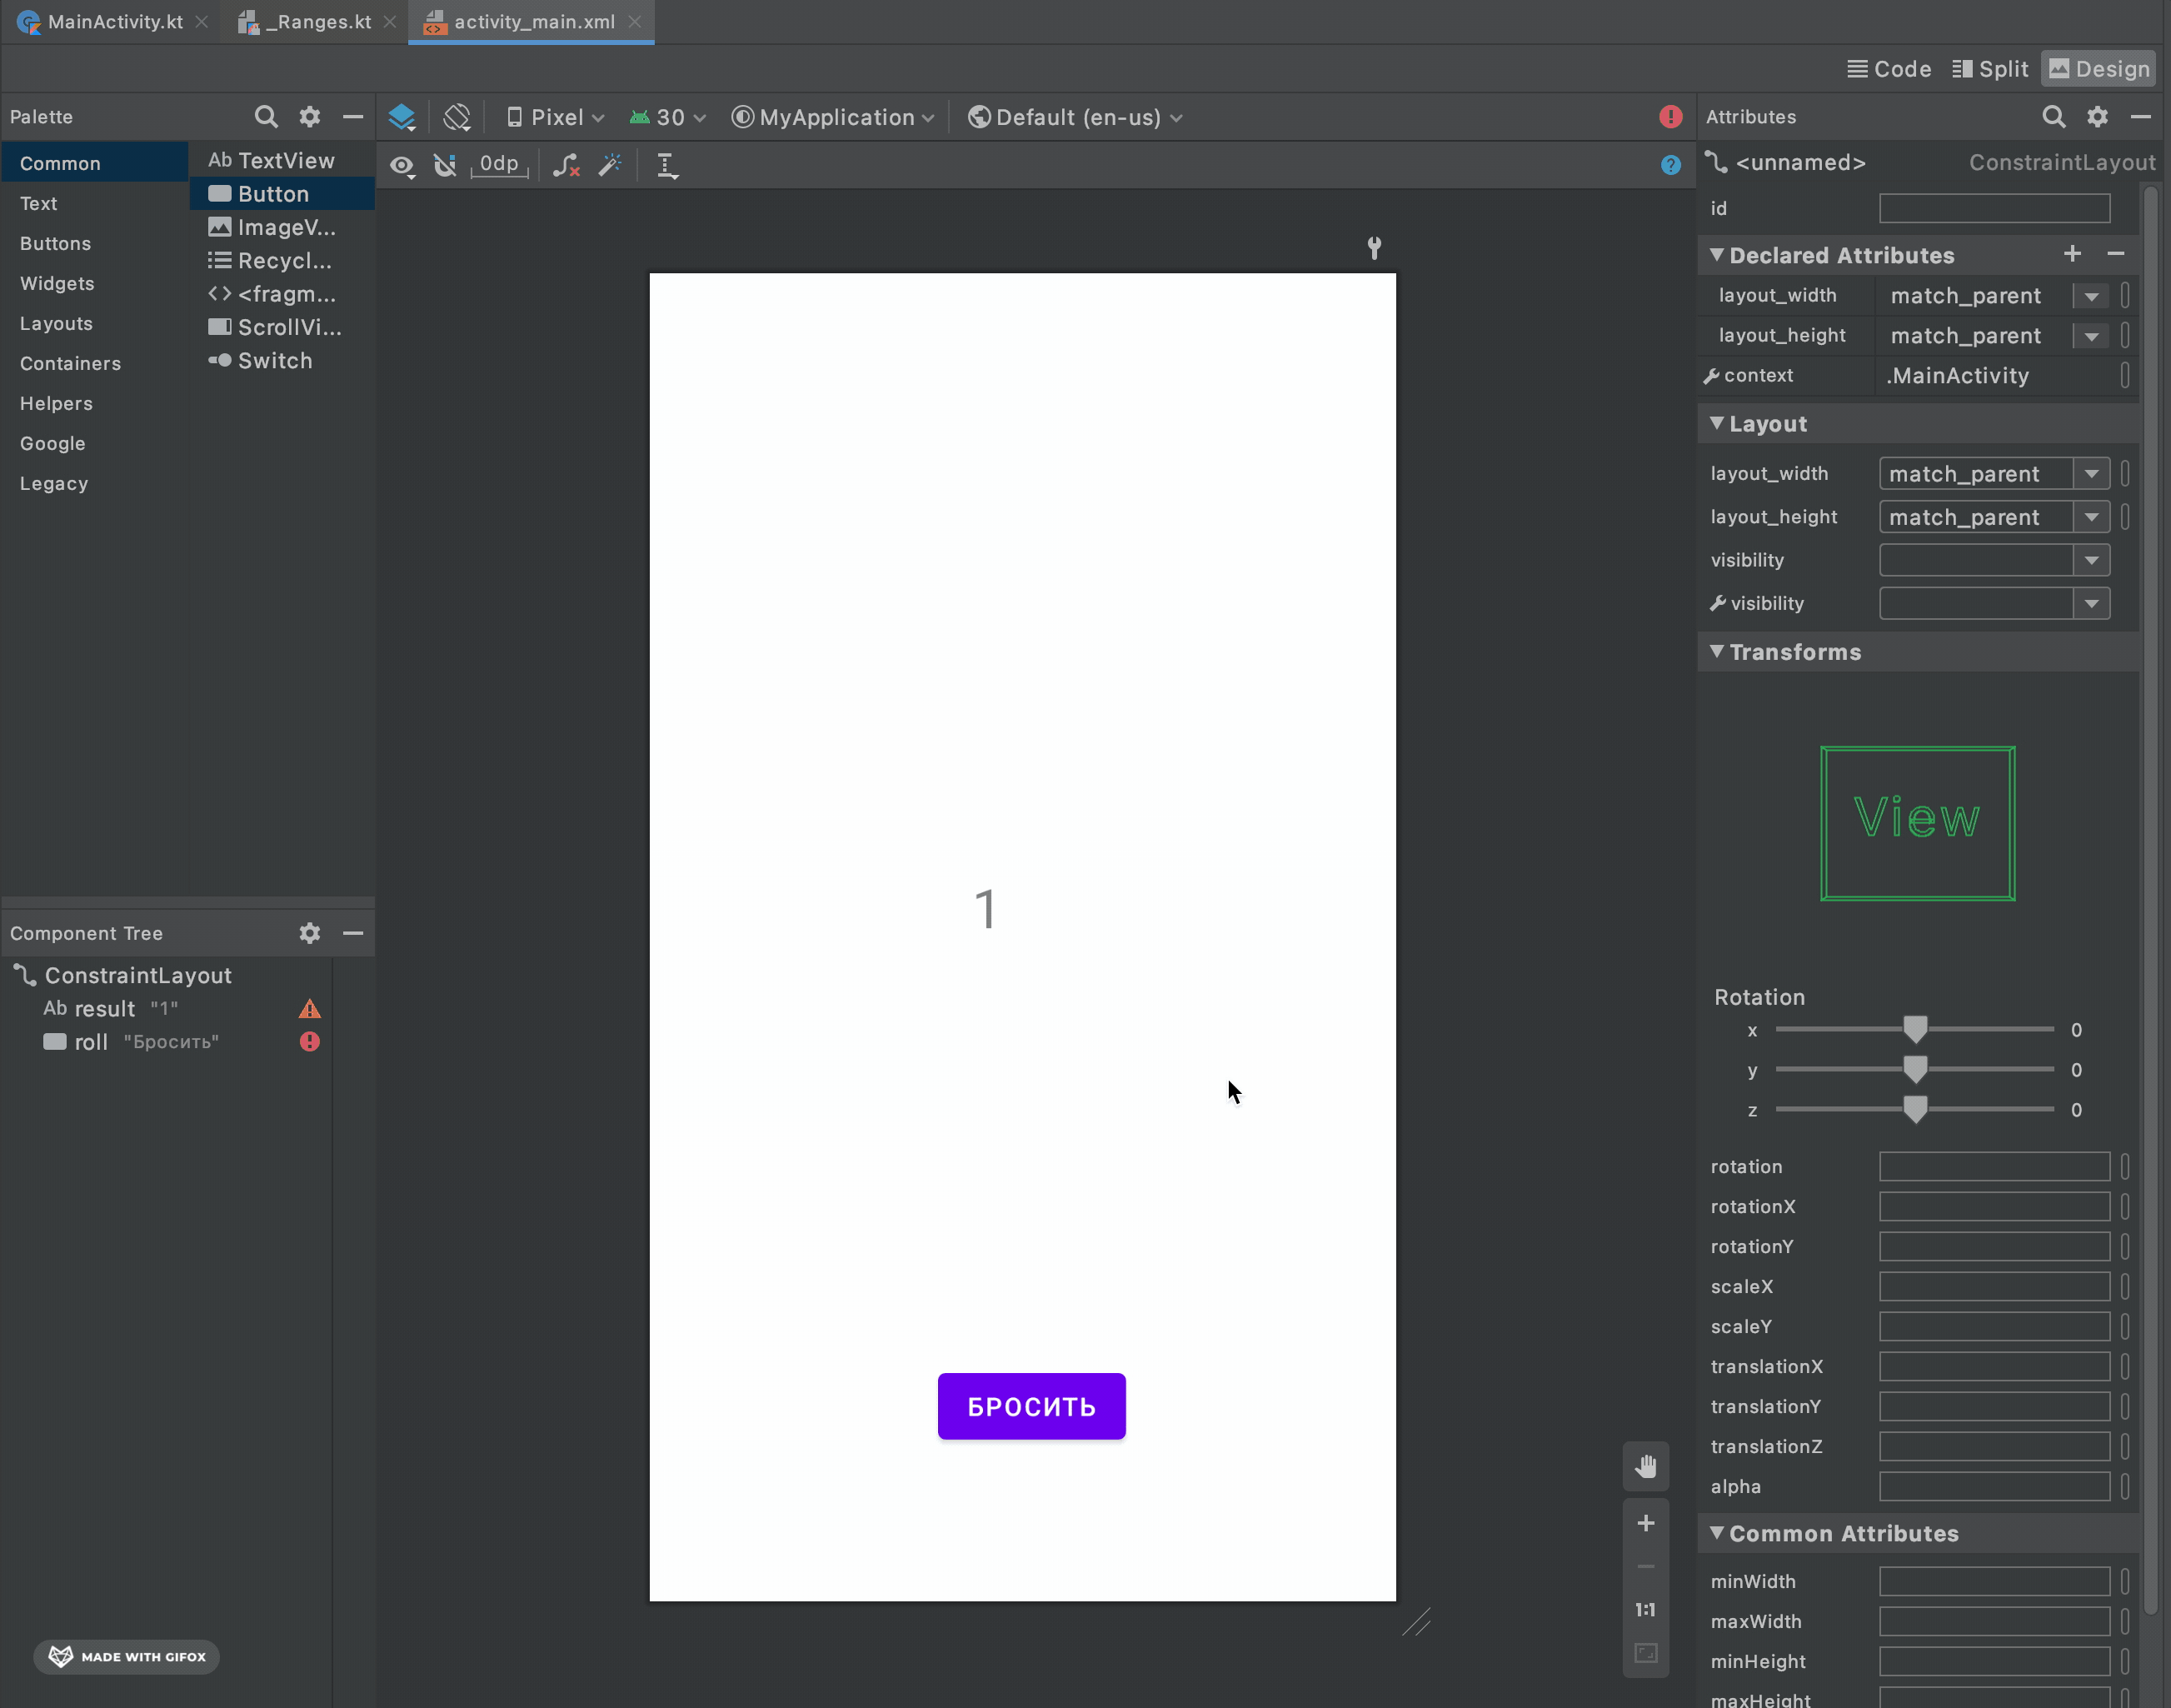 MainActivity.kt
_Ranges.kt
activity_main.xml
Code
Split
Design
Palette
Pixel
30
MyApplication
Default (en-us)
Attributes
0dp
Common
Text
Buttons
Widgets
Layouts
Containers
Helpers
Google
Legacy
Ab TextView
Button
ImageV...
Recycl...
<fragm...
ScrollVi...
Switch
<unnamed>
ConstraintLayout
id
Declared Attributes
layout_width match_parent
layout_height match_parent
context .MainActivity
Layout
layout_width match_parent
layout_height match_parent
visibility
visibility
Transforms
View
Rotation
x 0
y 0
z 0
rotation
rotationX
rotationY
scaleX
scaleY
translationX
translationY
translationZ
alpha
Common Attributes
minWidth
maxWidth
minHeight
maxHeight
1
БРОСИТЬ
1:1
Component Tree
ConstraintLayout
Ab result "1"
roll "Бросить"
MADE WITH GIFOX